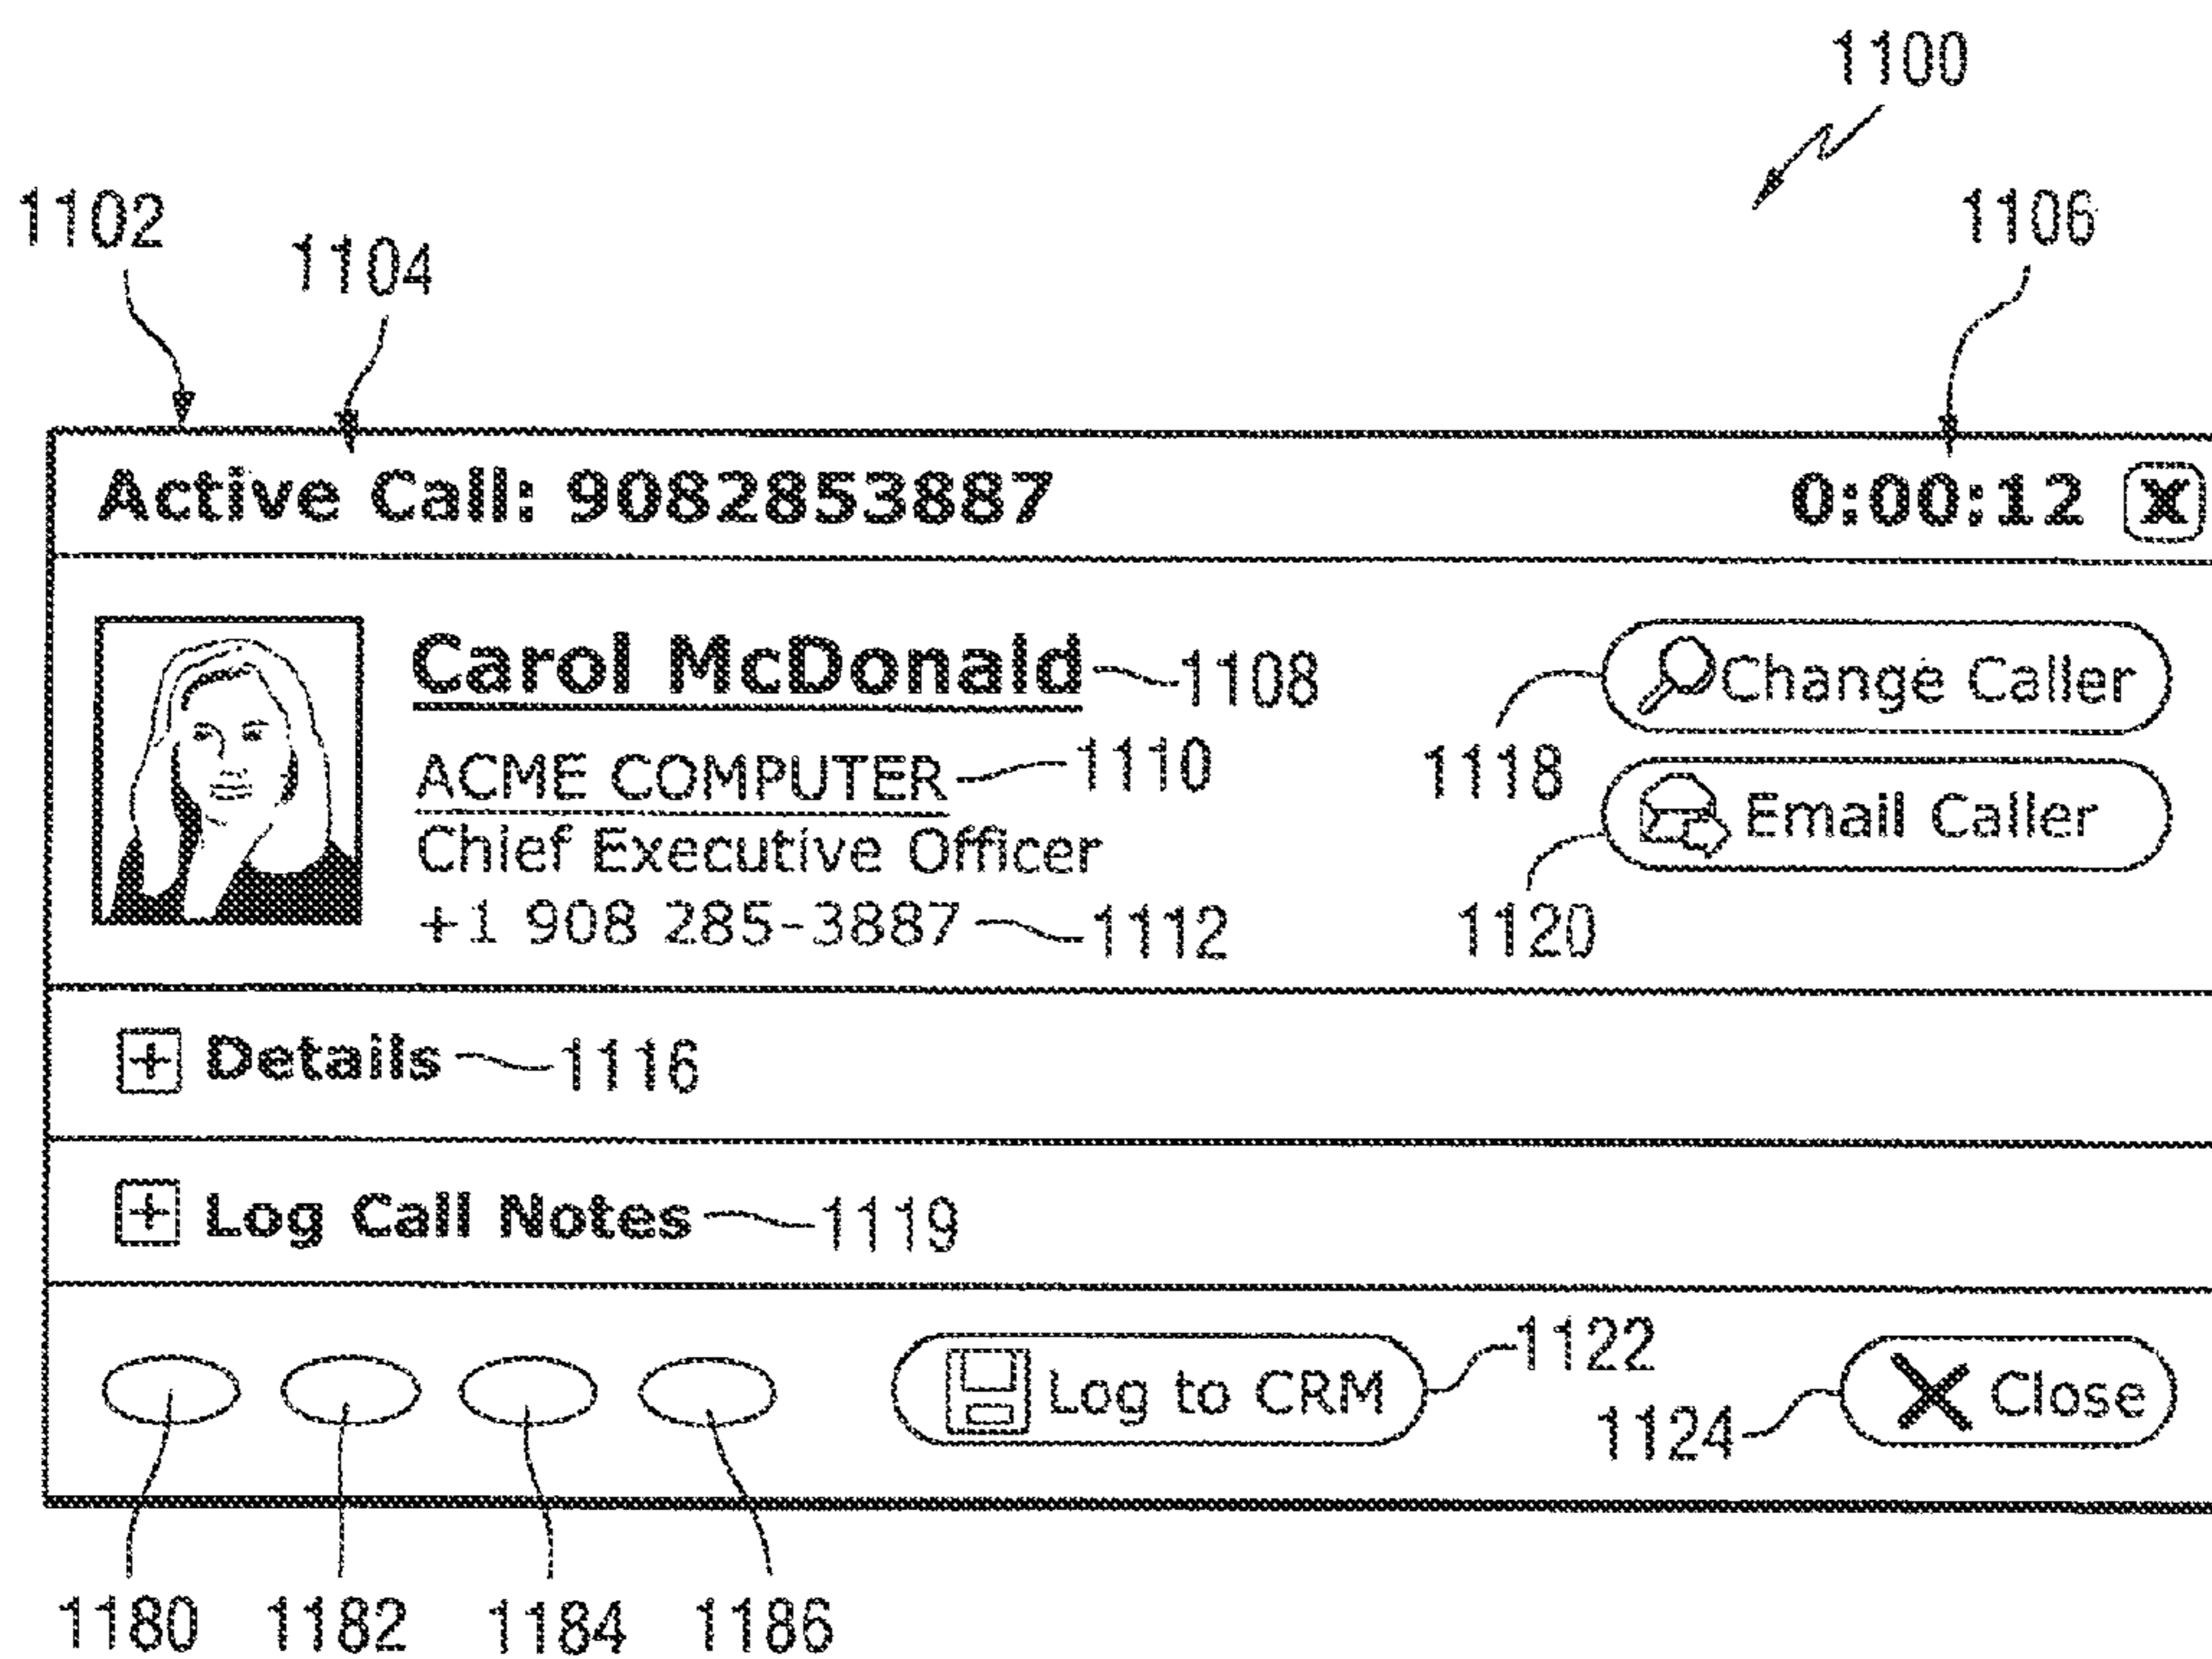 1100
1102
1104
1106
Active Call: 9082853887 0:00:12 X
Carol McDonald 1108
Change Caller
1118
ACME COMPUTER 1110
Email Caller
Chief Executive Officer
1120
+1 908 285-3887 1112
Details 1116
Log Call Notes 1119
Log to CRM 1122
1124 Close
1180 1182 1184 1186